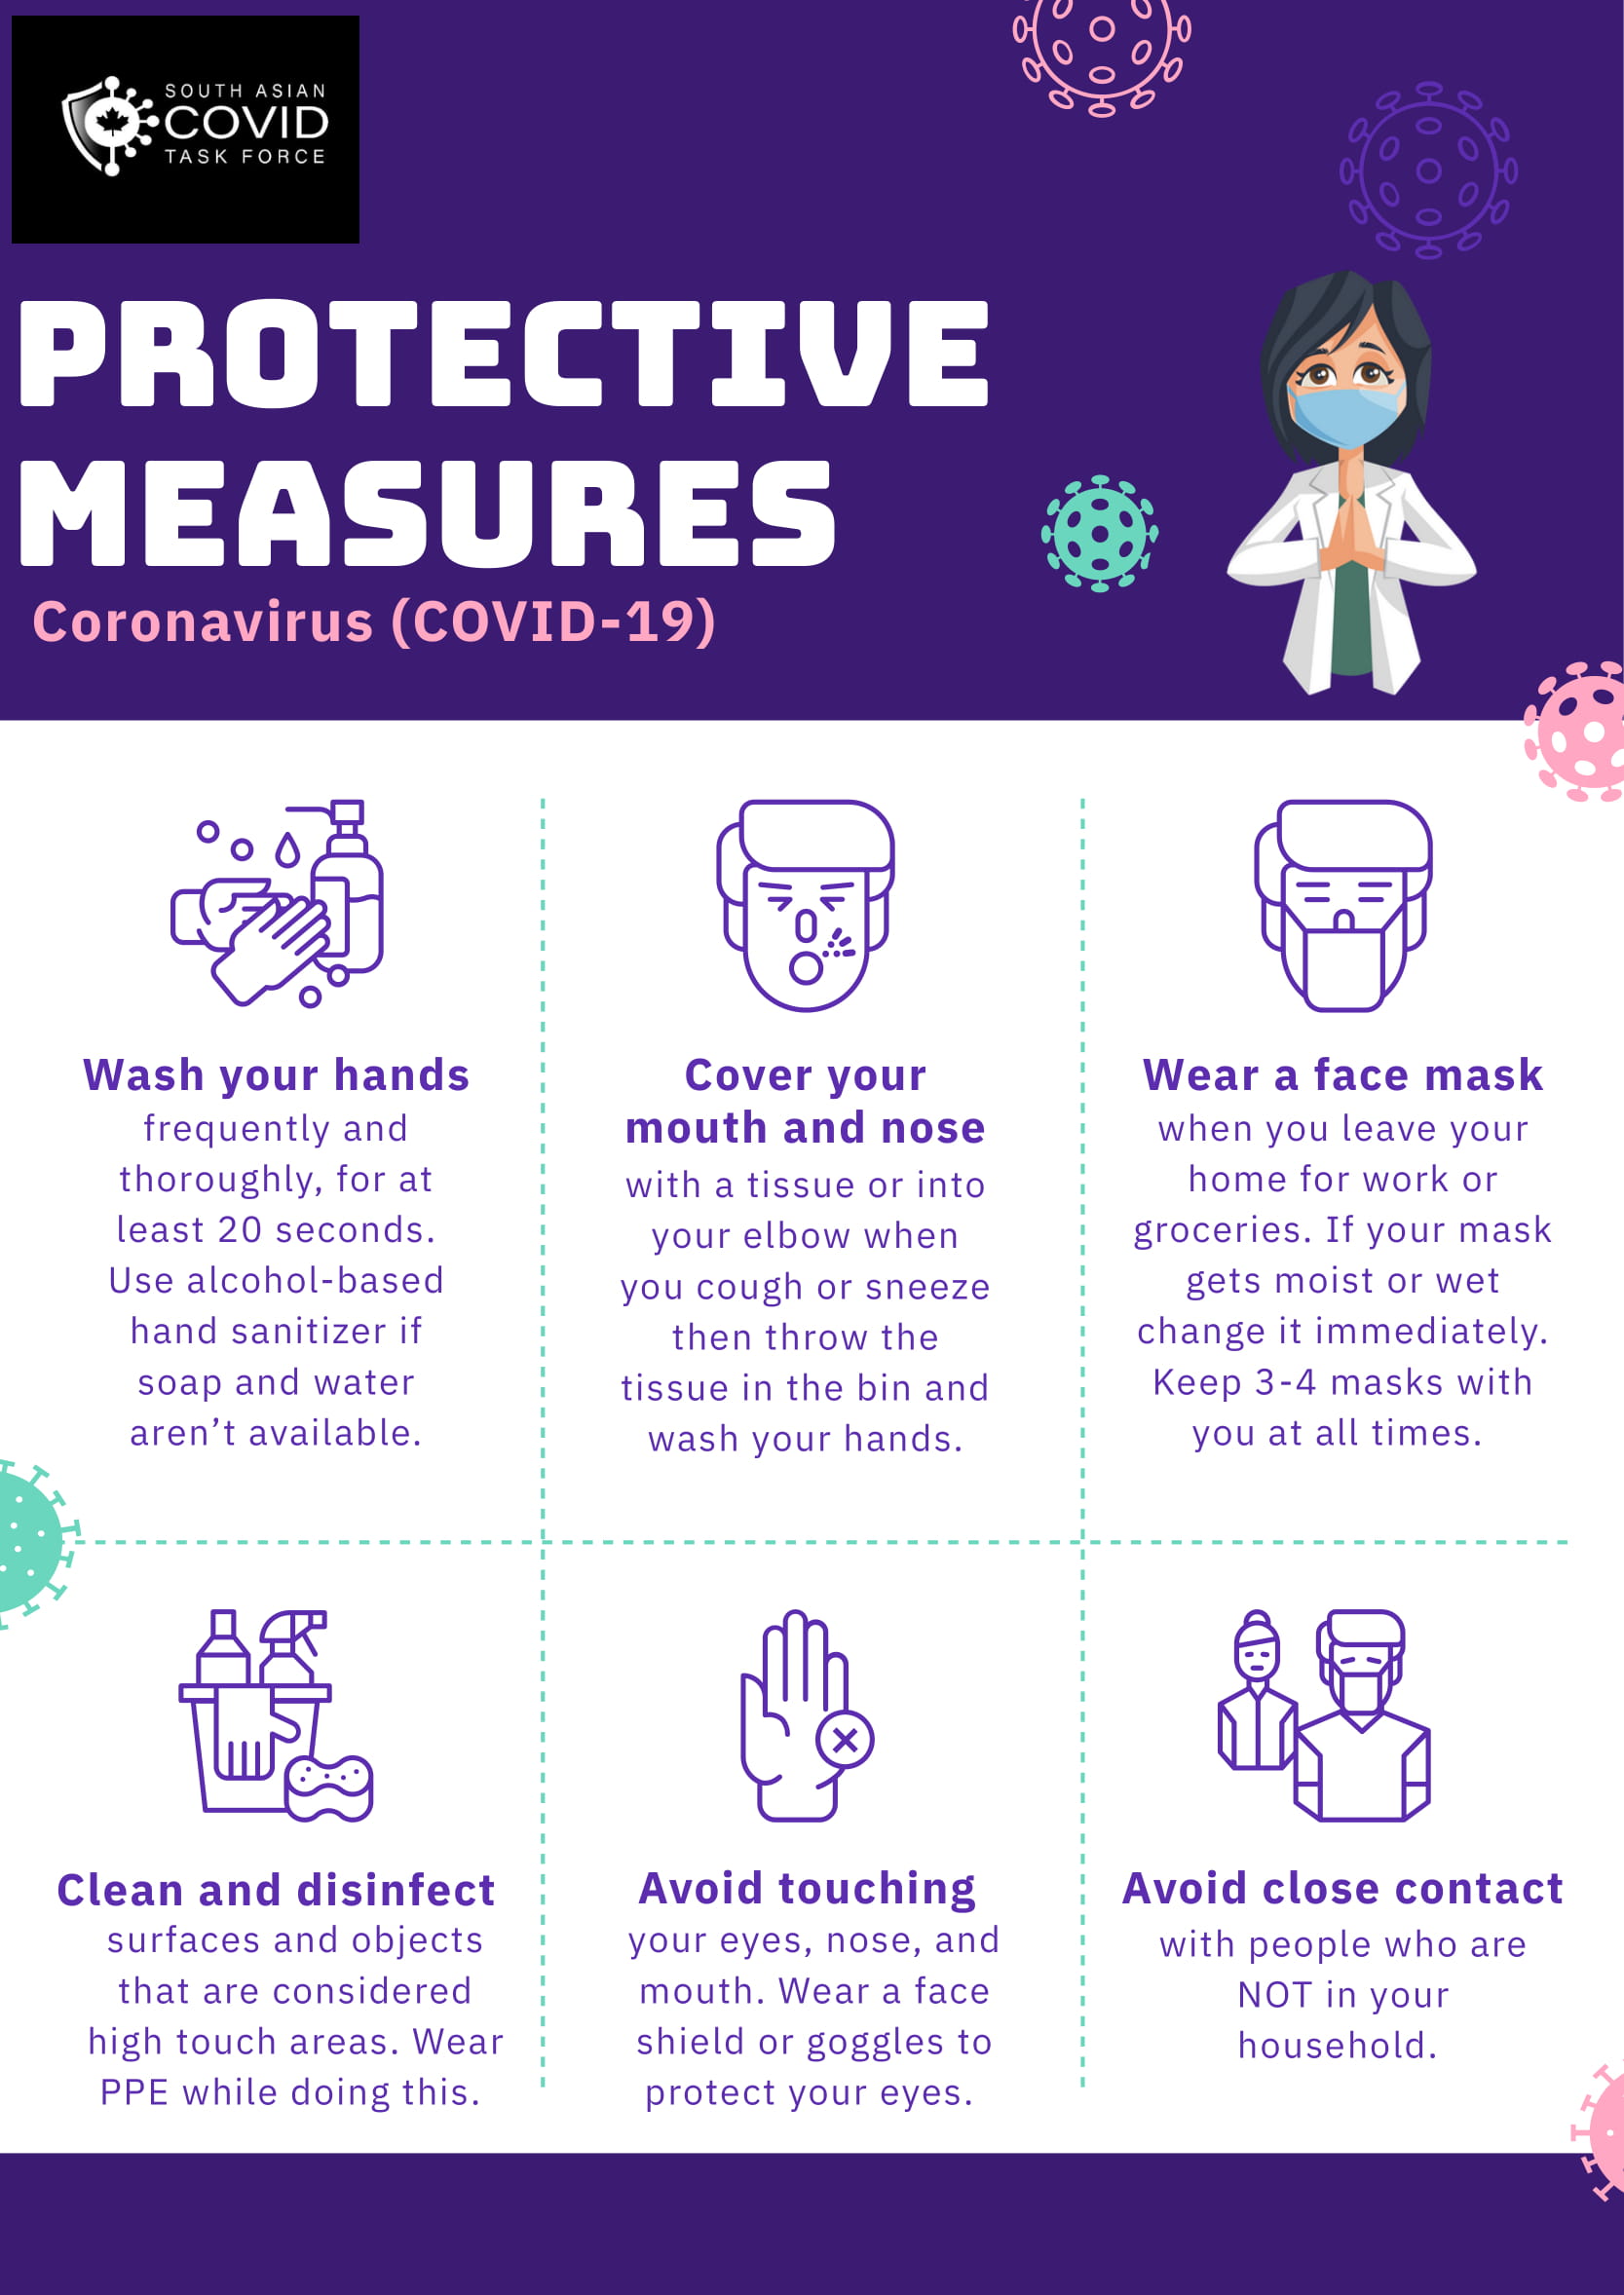 SOUTH ASIAN
COVID
TASK FORCE
PROTECTIVE
MEASURES
Coronavirus (COVID-19)
Wash your hands
frequently and
thoroughly, for at
least 20 seconds.
Use alcohol-based
hand sanitizer if
soap and water
aren’t available.
Cover your
mouth and nose
with a tissue or into
your elbow when
you cough or sneeze
then throw the
tissue in the bin and
wash your hands.
Wear a face mask
when you leave your
home for work or
groceries. If your mask
gets moist or wet
change it immediately.
Keep 3-4 masks with
you at all times.
Clean and disinfect
surfaces and objects
that are considered
high touch areas. Wear
PPE while doing this.
Avoid touching
your eyes, nose, and
mouth. Wear a face
shield or goggles to
protect your eyes.
Avoid close contact
with people who are
NOT in your
household.